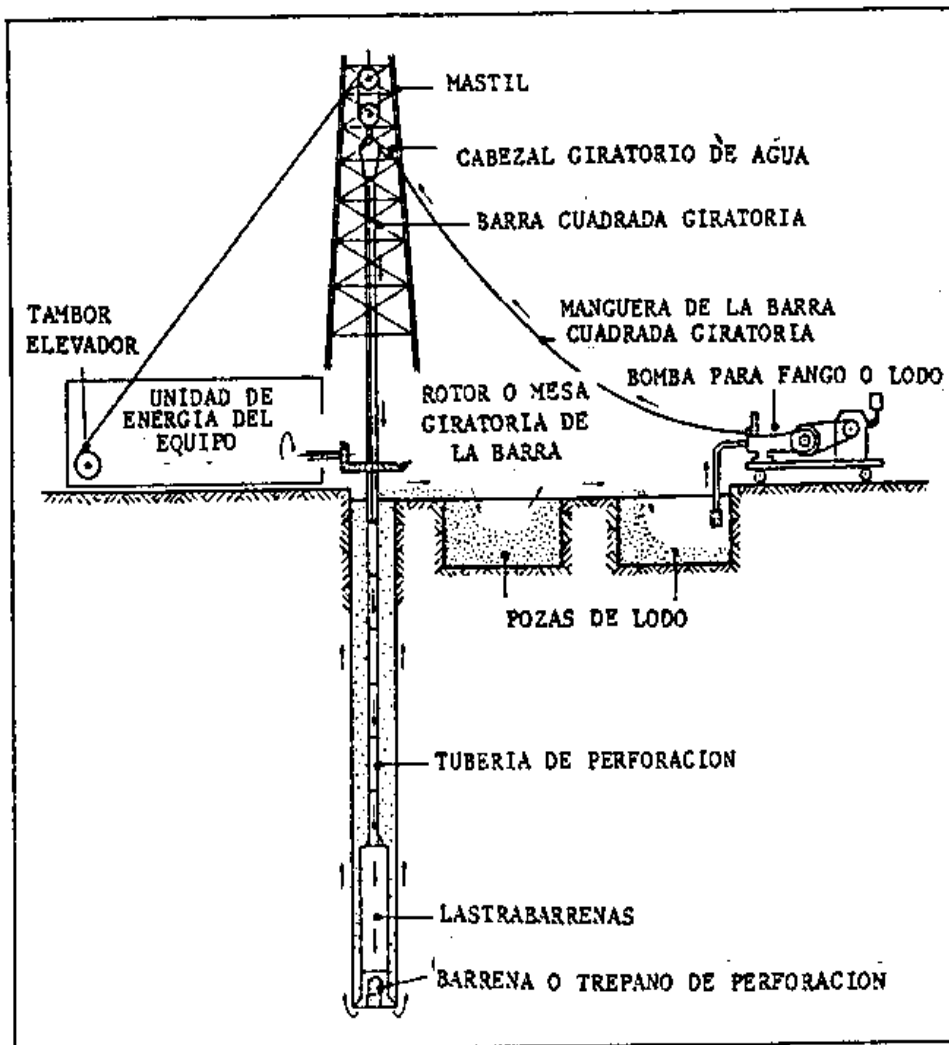 MASTIL
CABEZAL GIRATORIO DE AGUA
BARRA CUADRADA GIRATORIA
MANGUERA DE LA BARRA
CUADRADA GIRATORIA
TAMBOR
ELEVADOR
BOMBA PARA FANGO O LODO
UNIDAD DE
ENERGIA DEL
EQUIPO
ROTOR O MESA
GIRATORIA DE
LA BARRA
POZAS DE LODO
TUBERIA DE PERFORACION
LASTRABARRENAS
BARRENA O TREPANO DE PERFORACION